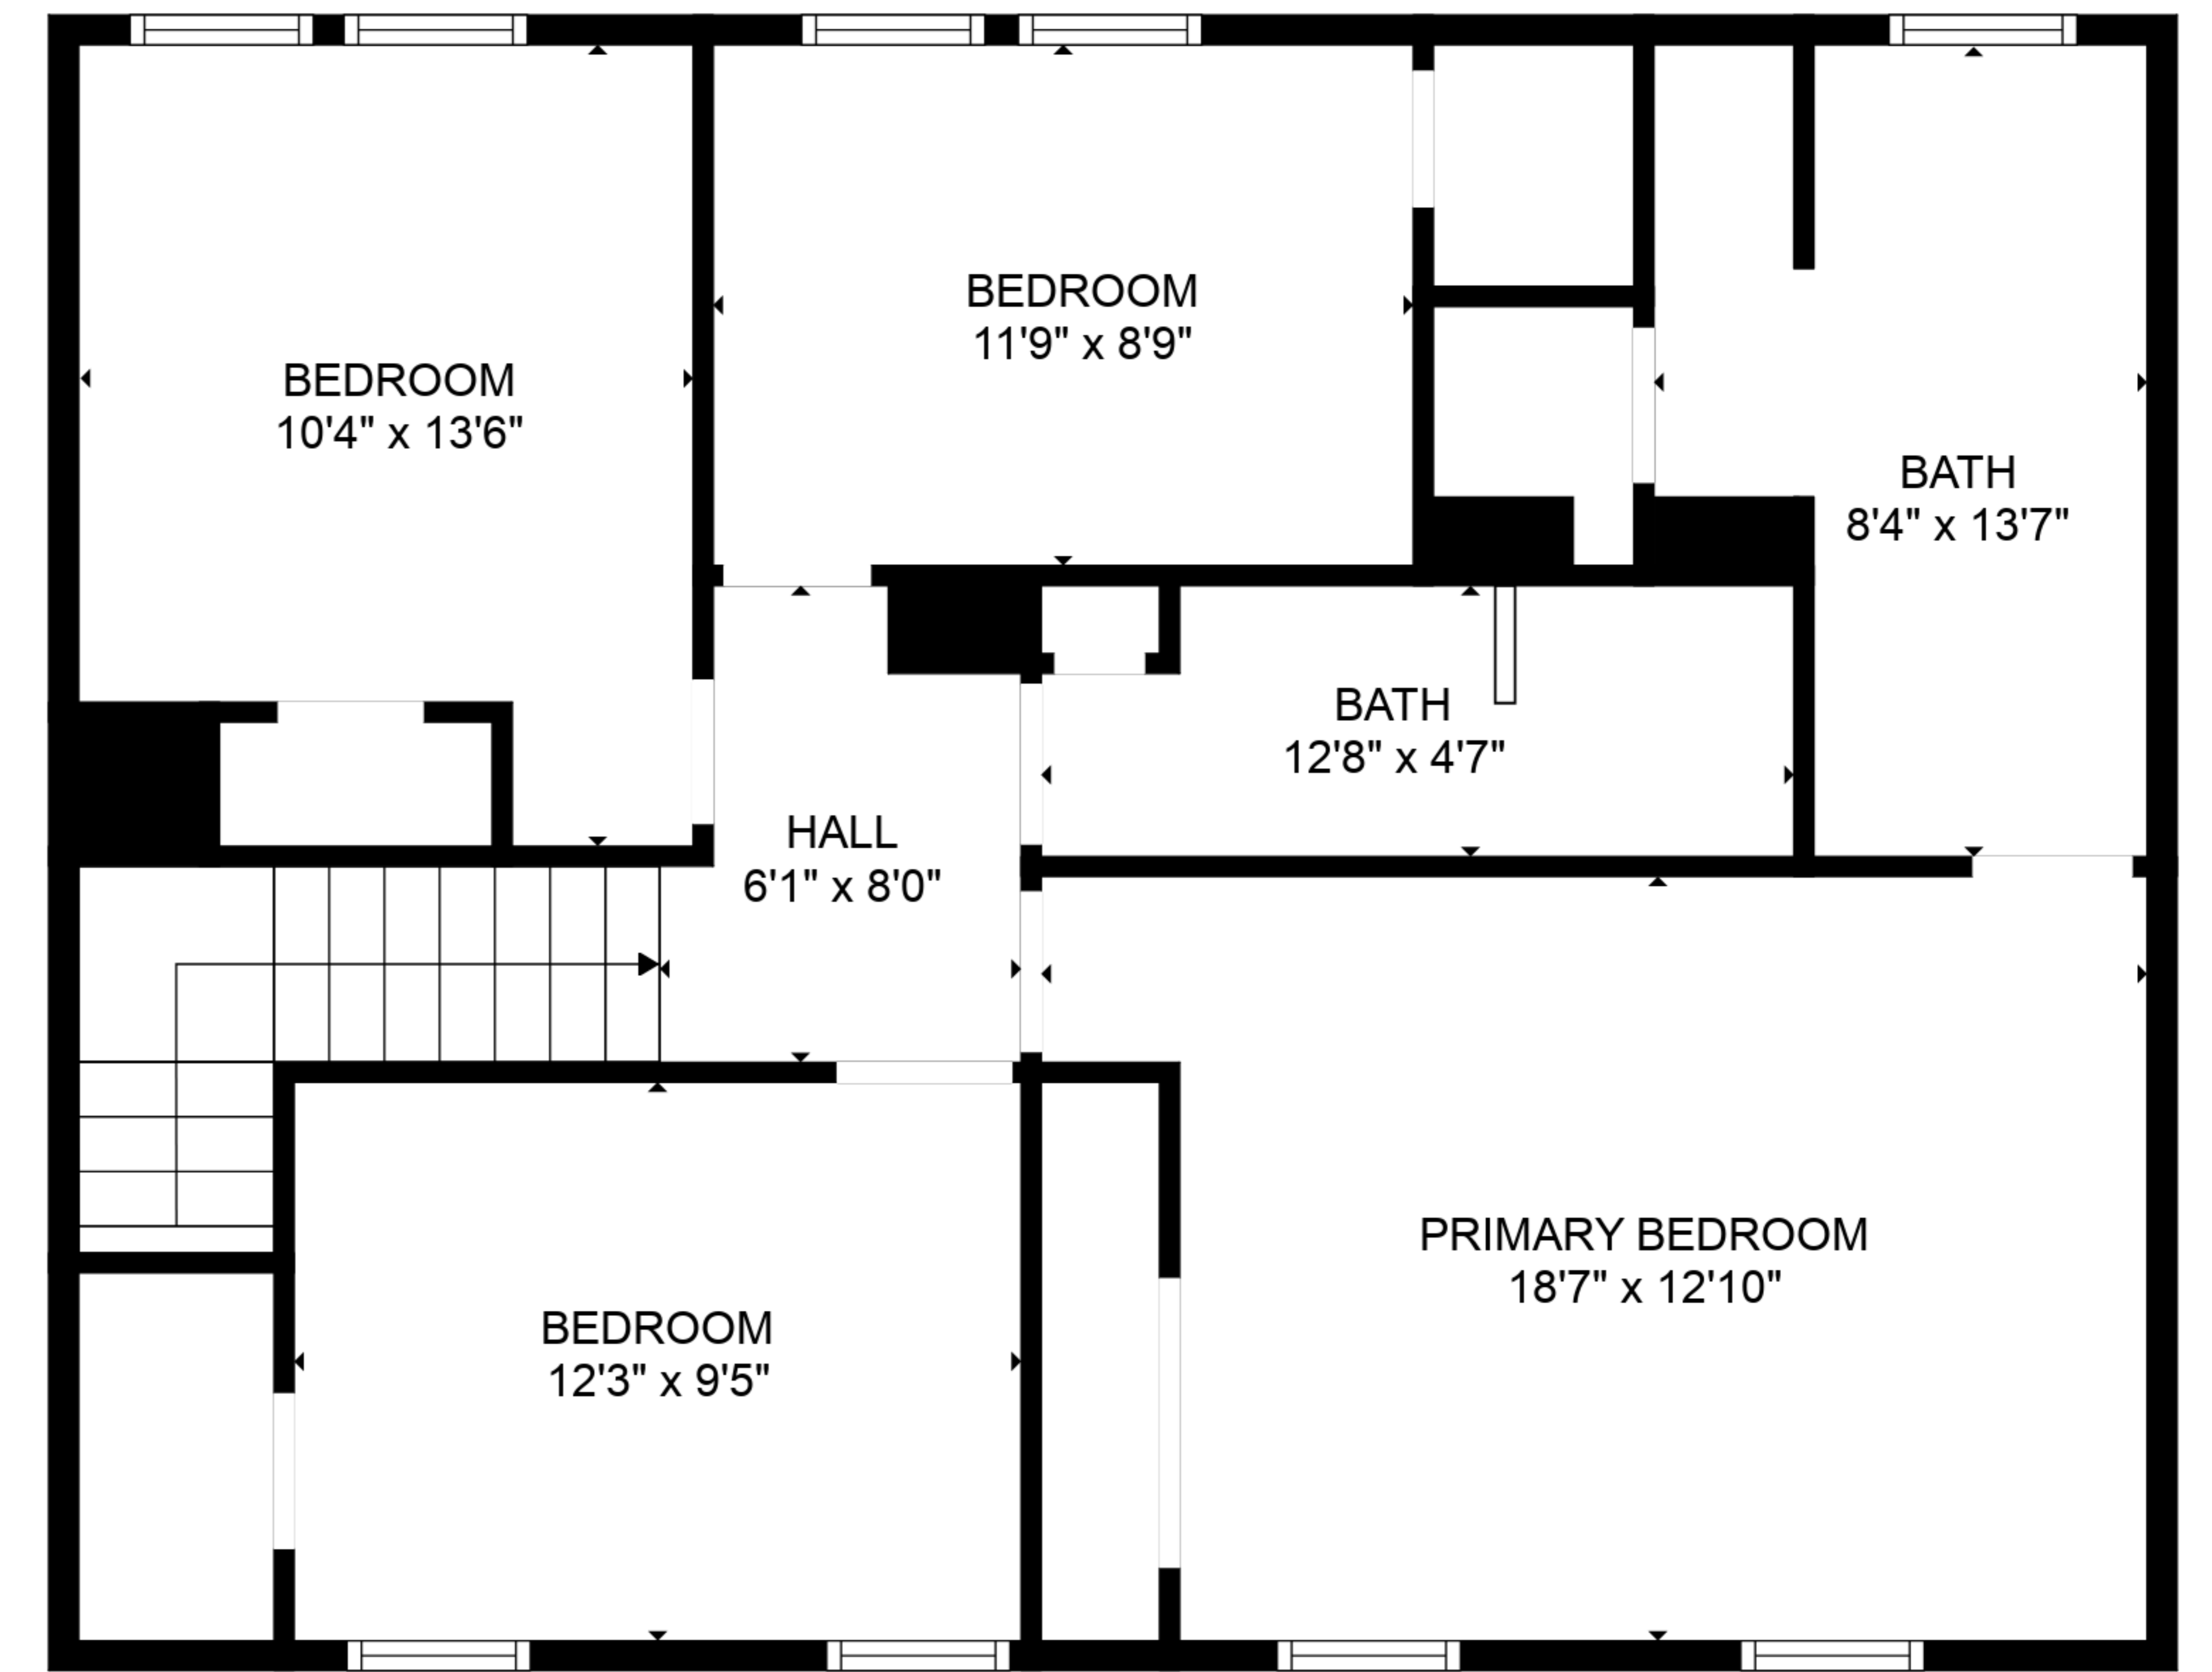 BEDROOM
10'4" x 13'6"
BEDROOM
11'9" x 8'9"
BATH
8'4" x 13'7"
BATH
12'8" x 4'7"
HALL
6'1" x 8'0"
PRIMARY BEDROOM
18'7" x 12'10"
BEDROOM
12'3" x 9'5"